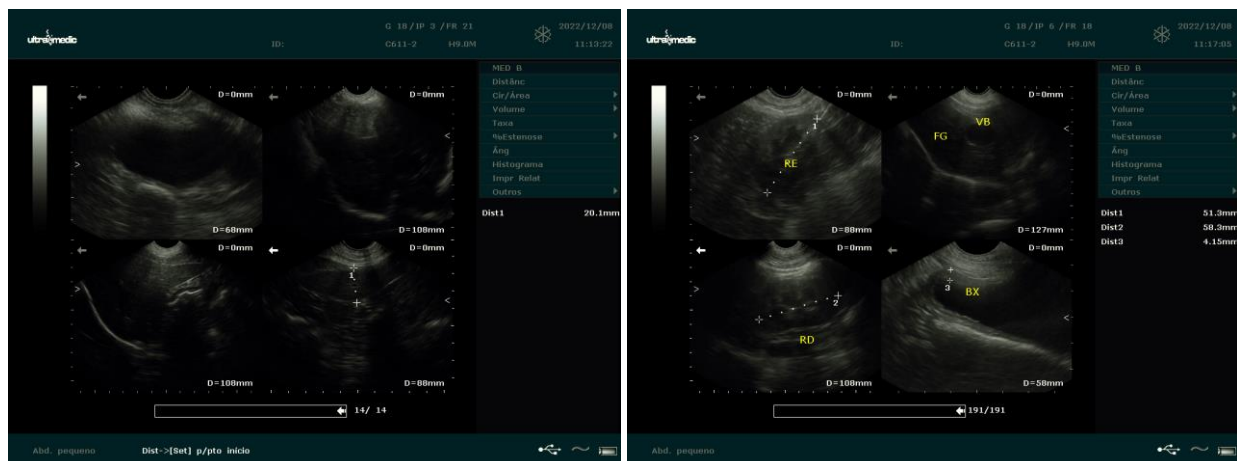 ultramedic
G 18/IP 3 /FR 21
2022/12/08
ID:
C611-2 H9.0M
11:13:22
MED B
Distânc
Cir/Área
Volume
Taxa
%Estenose
Âng
Histograma
Impr Relat
Outros
Dist1 20.1mm
D=0mm
D=0mm
D=68mm
D=108mm
D=0mm
D=0mm
1
D=108mm
D=88mm
14/ 14
Abd. pequeno
Dist->[Set] p/pto início
ultramedic
G 18/IP 6 /FR 18
2022/12/08
ID:
C611-2 H9.0M
11:17:05
MED B
Distânc
Cir/Área
Volume
Taxa
%Estenose
Âng
Histograma
Impr Relat
Outros
Dist1 51.3mm
Dist2 58.3mm
Dist3 4.15mm
D=0mm
D=0mm
1
VB
FG
RE
D=88mm
D=127mm
D=0mm
D=0mm
3
BX
2
RD
D=108mm
D=58mm
191/191
Abd. pequeno